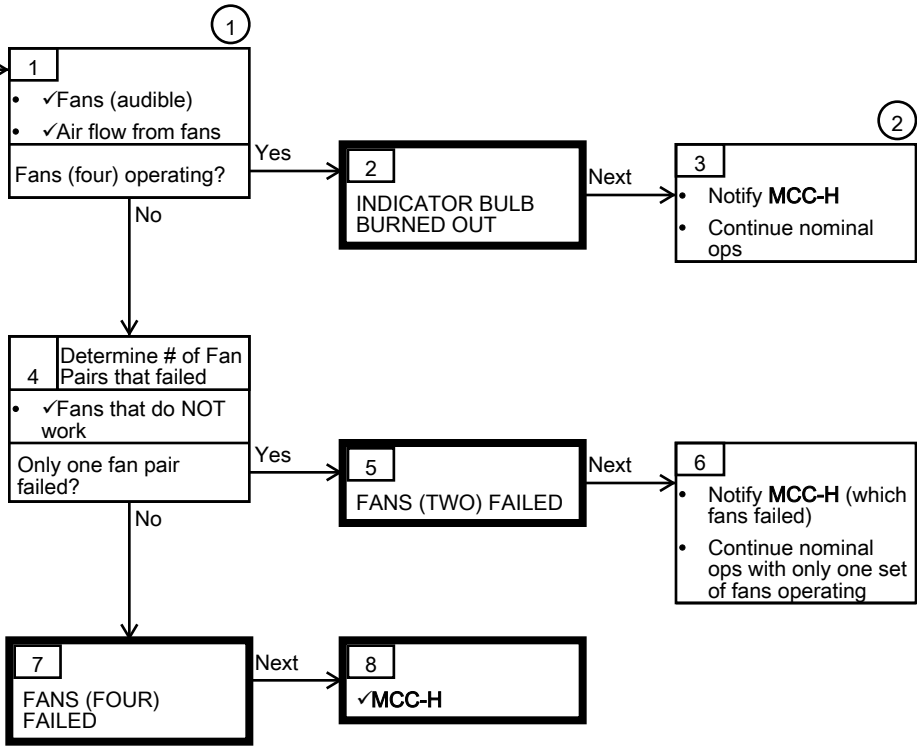 1
1
• ✓Fans (audible)
• ✓Air flow from fans
Fans (four) operating?
Yes
No
2
INDICATOR BULB
BURNED OUT
Next
2
3
• Notify MCC-H
• Continue nominal
ops
4
Determine # of Fan
Pairs that failed
• ✓Fans that do NOT
work
Only one fan pair
failed?
Yes
No
5
FANS (TWO) FAILED
Next
6
• Notify MCC-H (which
fans failed)
• Continue nominal
ops with only one set
of fans operating
7
FANS (FOUR)
FAILED
Next
8
✓MCC-H